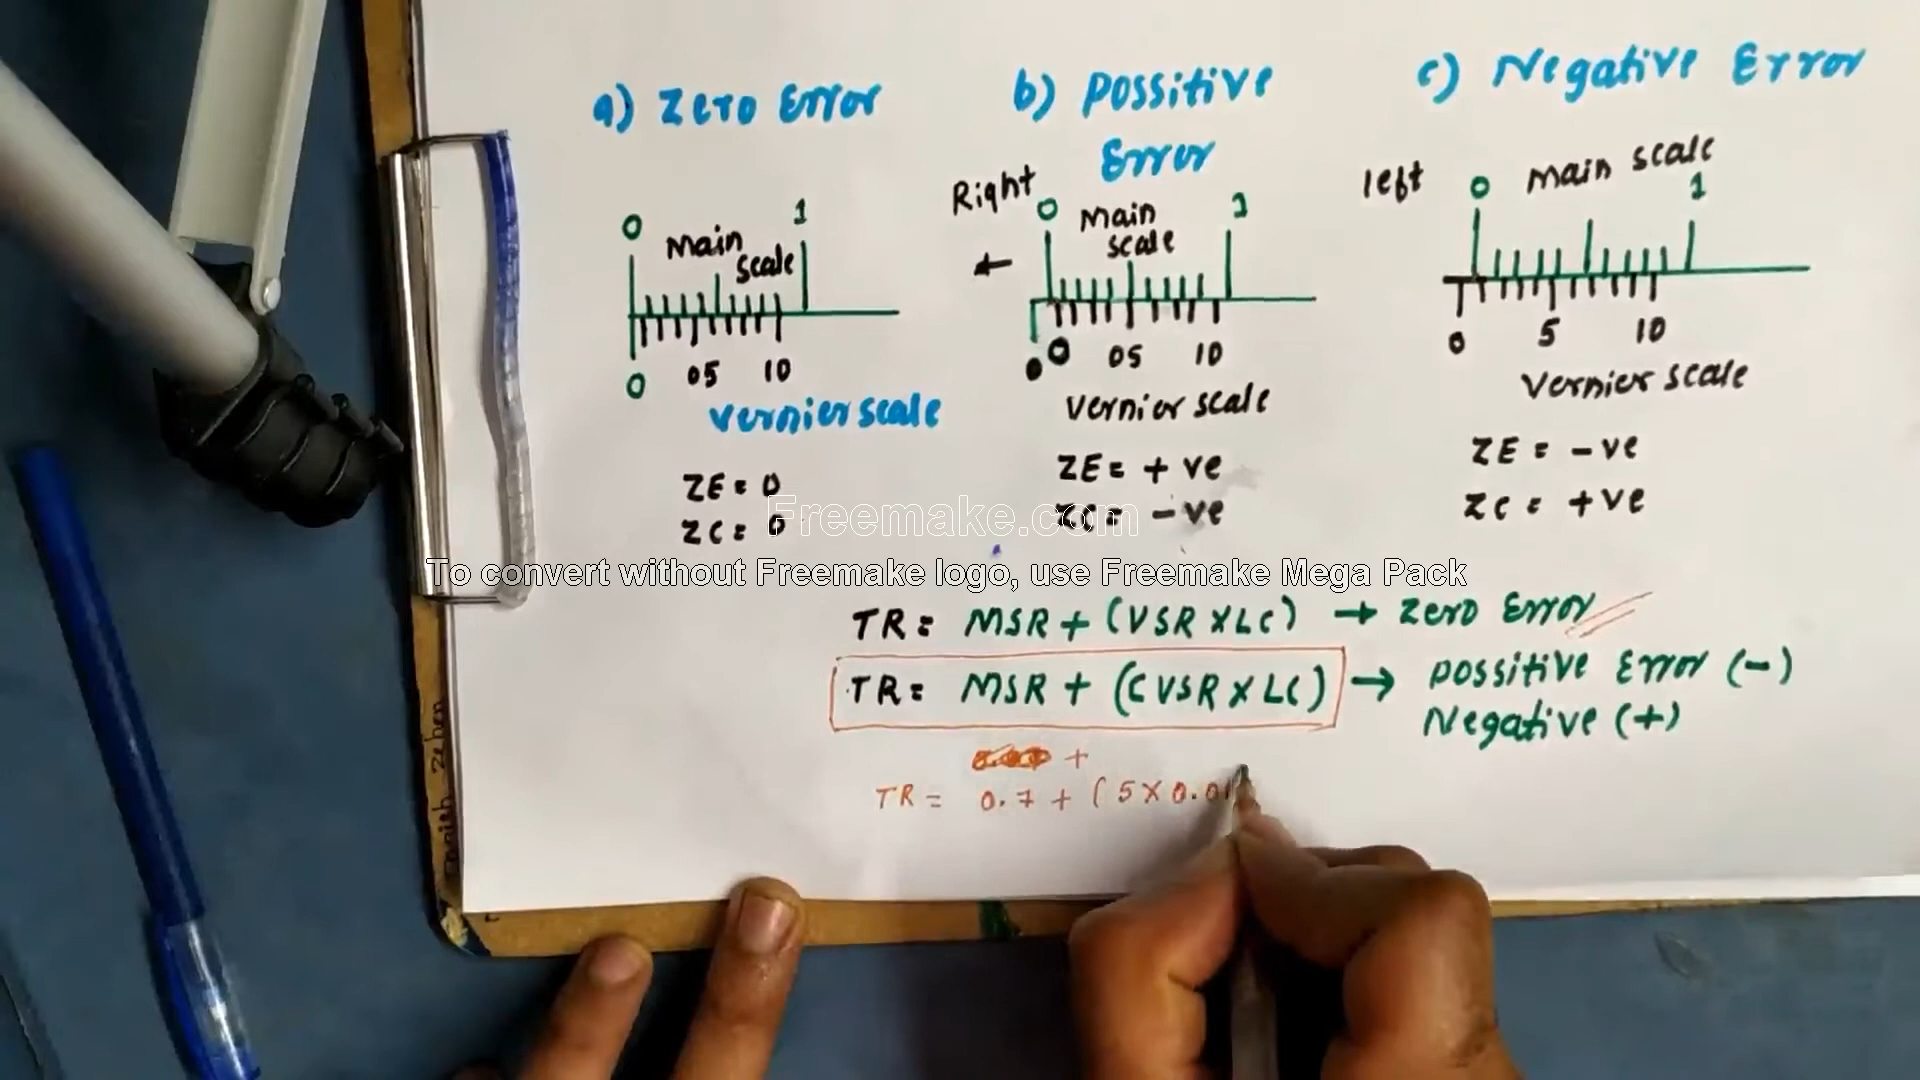 a) Zero Error
b) Possitive Error
c) Negative Error
0 Main scale 1
0 05 10
Vernier scale
ZE = 0
ZC = 0
Right
←
0 Main scale 1
0 05 10
Vernier scale
ZE = + ve
ZC = - ve
left
0 Main scale 1
0 5 10
Vernier scale
ZE = - ve
ZC = + ve
Freemake.com
To convert without Freemake logo, use Freemake Mega Pack
TR = MSR + (VSR X LC) → Zero Error
TR = MSR + (CVSR X LC) → Possitive Error (-)
Negative (+)
+
TR = 0.7 + ( 5 X 0.01